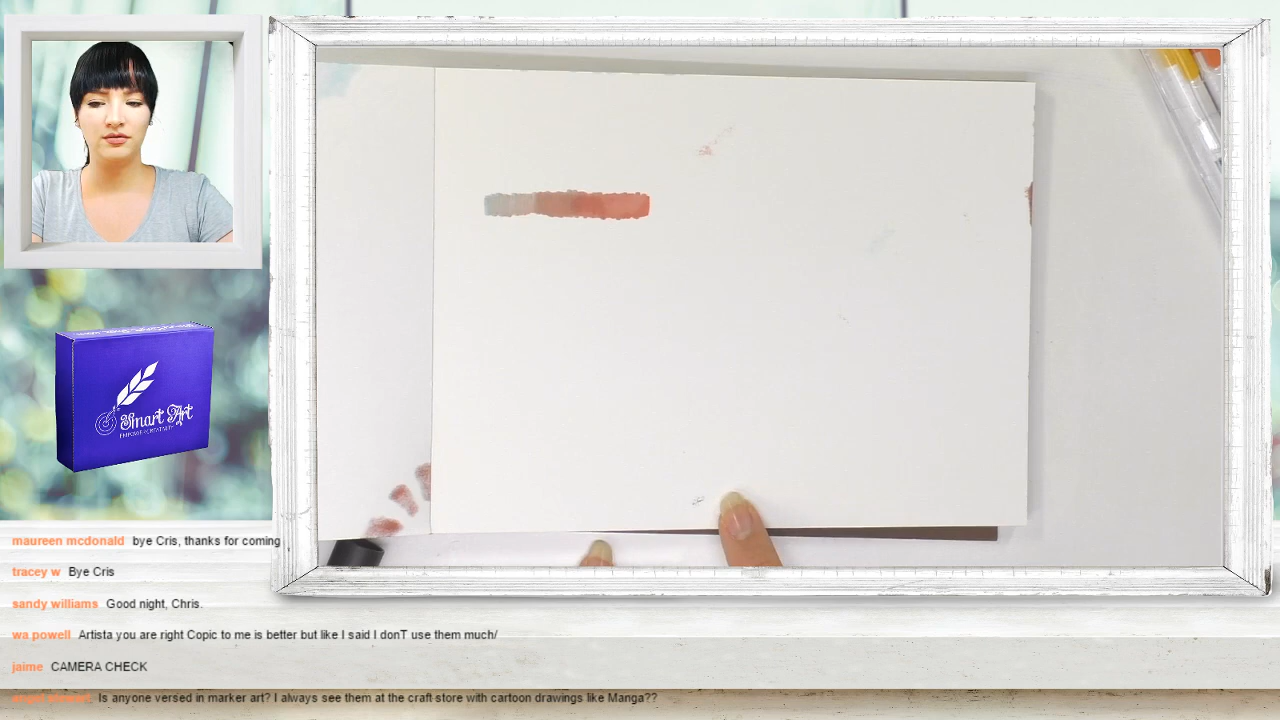 Smart Art
maureen mcdonald bye Cris, thanks for coming
tracey w Bye Cris
sandy williams Good night, Chris.
wa powell Artista you are right Copic to me is better but like I said I donT use them much/
jaime CAMERA CHECK
Is anyone versed in marker art? I always see them at the craft store with cartoon drawings like Manga??